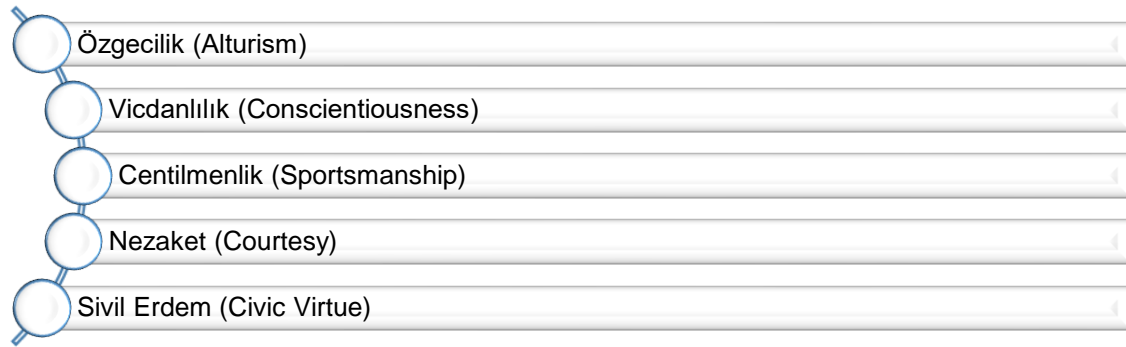 Özgecilik (Alturism)
Vicdanlılık (Conscientiousness)
Centilmenlik (Sportsmanship)
Nezaket (Courtesy)
Sivil Erdem (Civic Virtue)